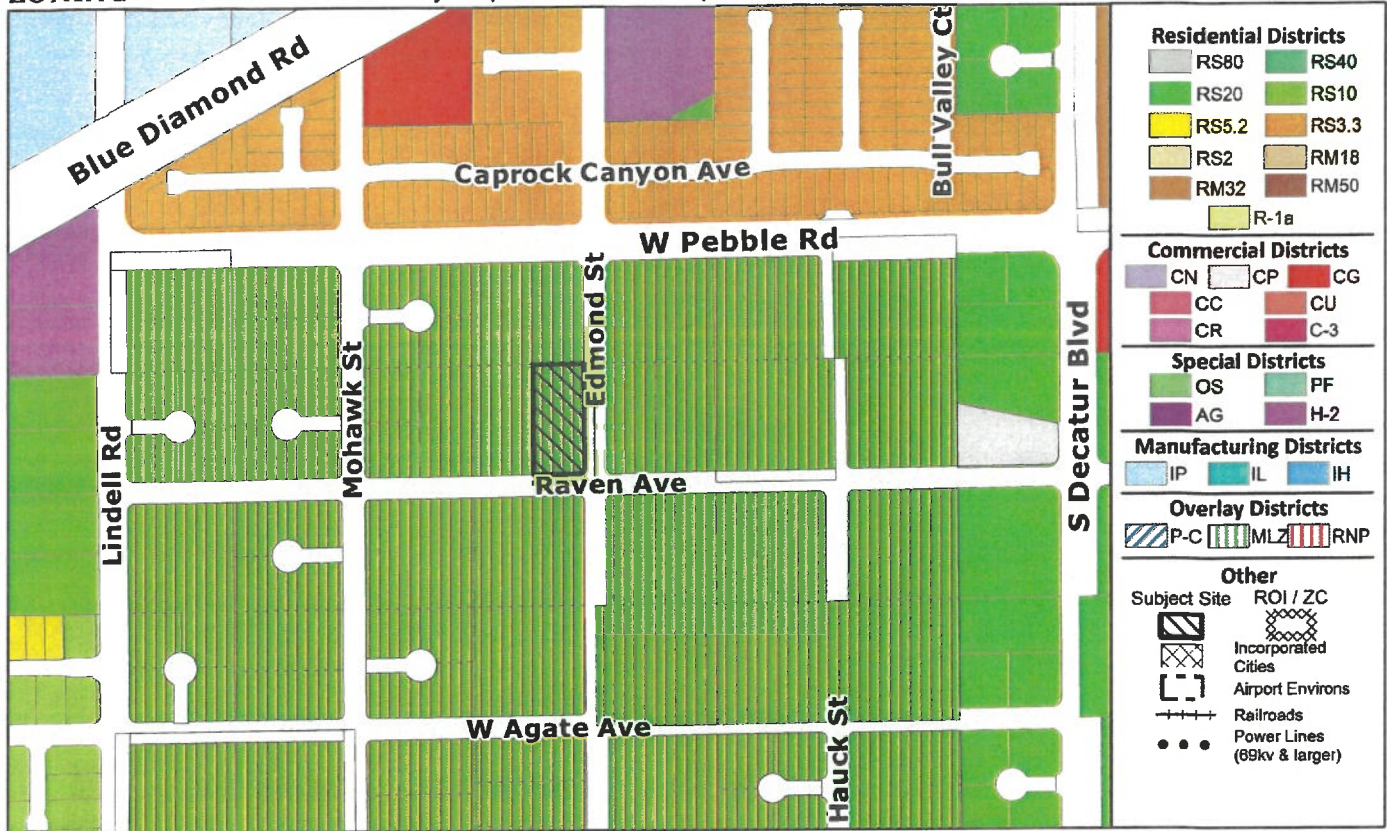 Blue Diamond Rd
Bull Valley Ct
Caprock Canyon Ave
W Pebble Rd
Edmond St
Mohawk St
Lindell Rd
S Decatur Blvd
Raven Ave
W Agate Ave
Hauck St
Residential Districts
RS80 RS40
RS20 RS10
RS5.2 RS3.3
RS2 RM18
RM32 RM50
R-1a
Commercial Districts
CN CP CG
CC CU
CR C-3
Special Districts
OS PF
AG H-2
Manufacturing Districts
IP IL IH
Overlay Districts
P-C MLZ RNP
Other
Subject Site ROI / ZC
Incorporated
Cities
Airport Environs
Railroads
Power Lines
(69kv & larger)